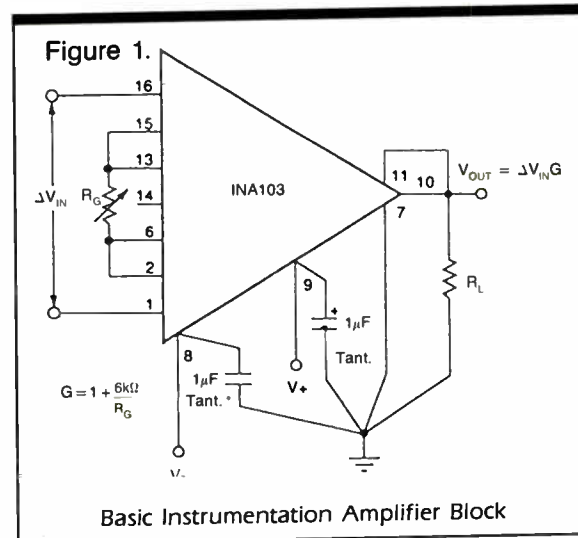 Figure 1.
16
15
13
14
6
2
1
ΔV_IN
R_G
INA103
11
10
7
V_OUT = ΔV_IN G
R_L
9
+
1μF
Tant.
V+
8
1μF
Tant.
G = 1 + 6kΩ / R_G
Basic Instrumentation Amplifier Block